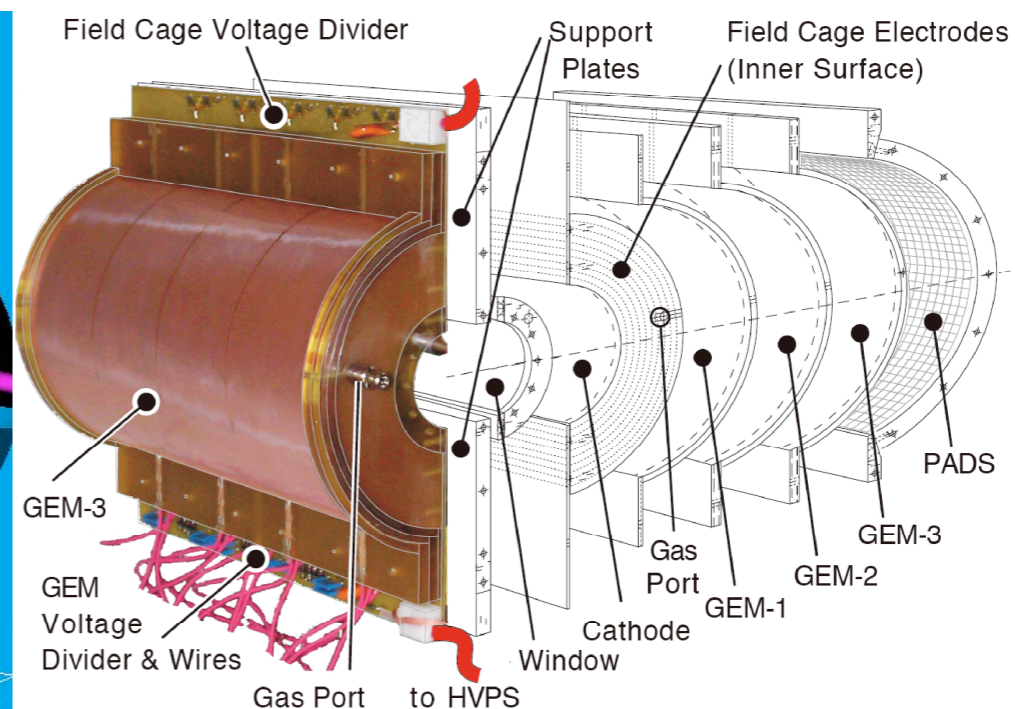 Field Cage Voltage Divider
Support
Plates
Field Cage Electrodes
(Inner Surface)
GEM-3
GEM
Voltage
Divider & Wires
Gas Port
to HVPS
Window
Cathode
Gas
Port
GEM-1
GEM-2
GEM-3
PADS